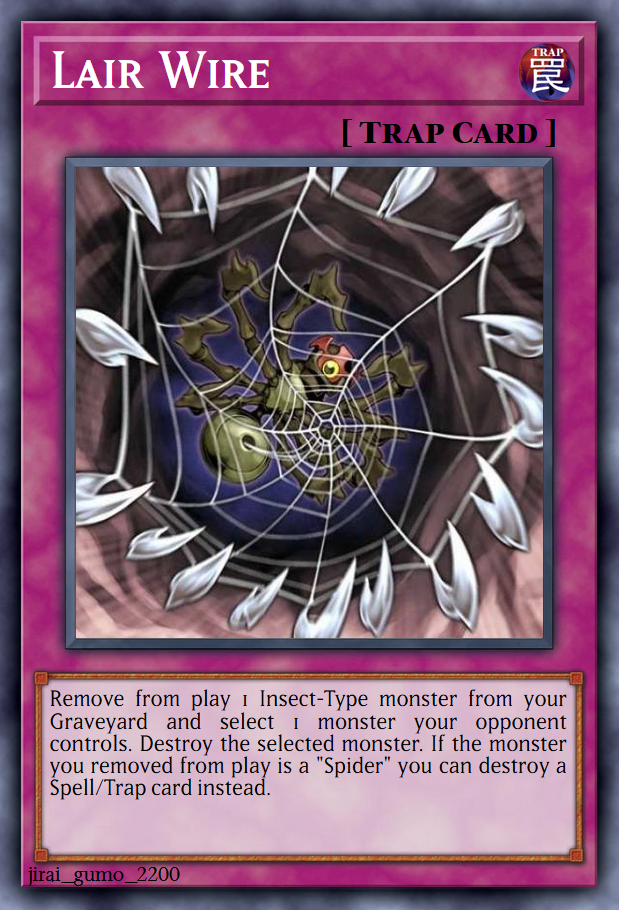 Lair Wire
TRAP
罠
[ Trap Card ]
Remove from play 1 Insect-Type monster from your
Graveyard and select 1 monster your opponent
controls. Destroy the selected monster. If the monster
you removed from play is a "Spider" you can destroy a
Spell/Trap card instead.
jirai_gumo_2200